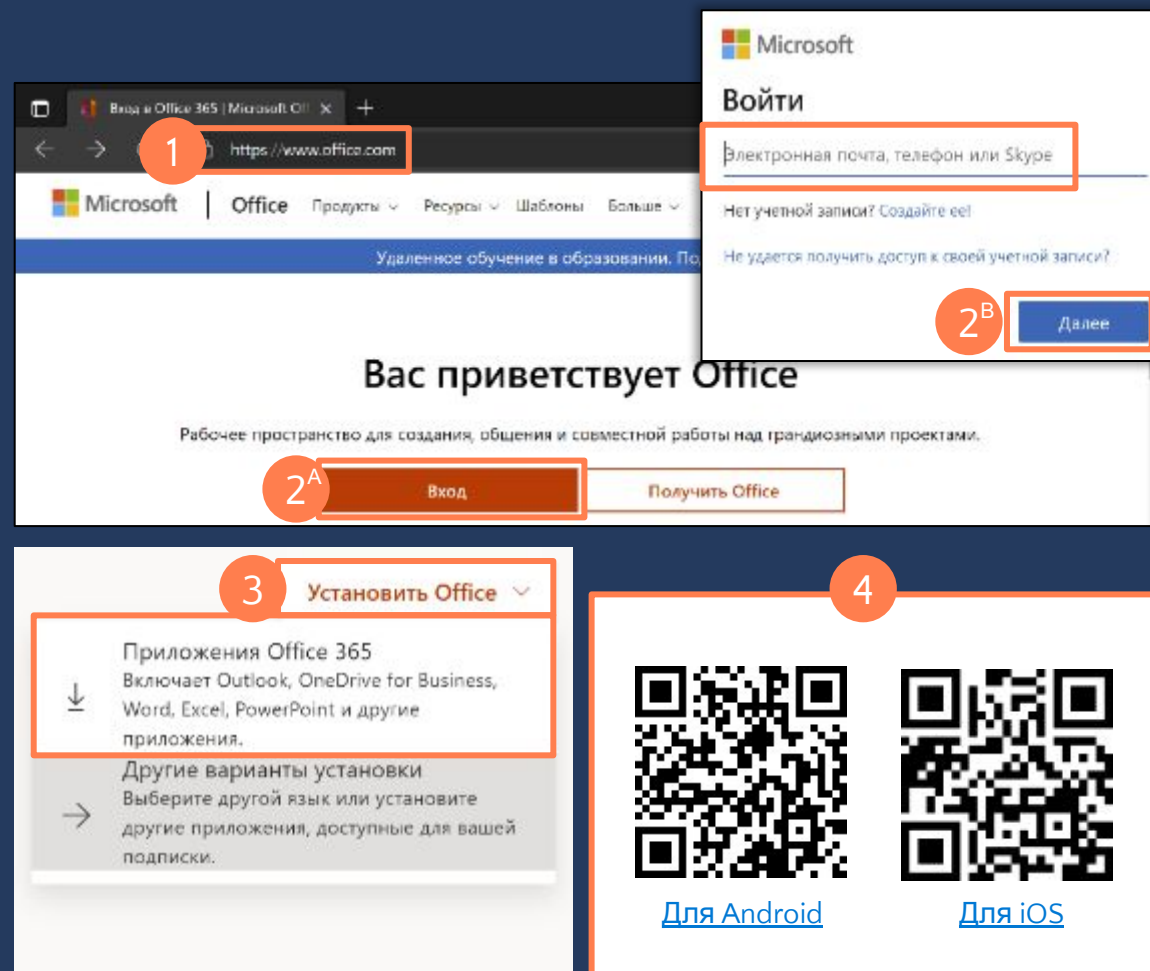 Microsoft
Войти
Электронная почта, телефон или Skype
Нет учетной записи? Создайте ее!
Не удается получить доступ к своей учетной записи?
2B
Далее
Вход в Office 365 | Microsoft Of
1
https://www.office.com
Microsoft | Office Продукты Ресурсы Шаблоны Больше
Удаленное обучение в образовании.
Вас приветствует Office
Рабочее пространство для создания, общения и совместной работы над грандиозными проектами.
2A
Вход
Получить Office
3
Установить Office
Приложения Office 365
Включает Outlook, OneDrive for Business,
Word, Excel, PowerPoint и другие
приложения.
Другие варианты установки
Выберите другой язык или установите
другие приложения, доступные для вашей
подписки.
4
Для Android
Для iOS